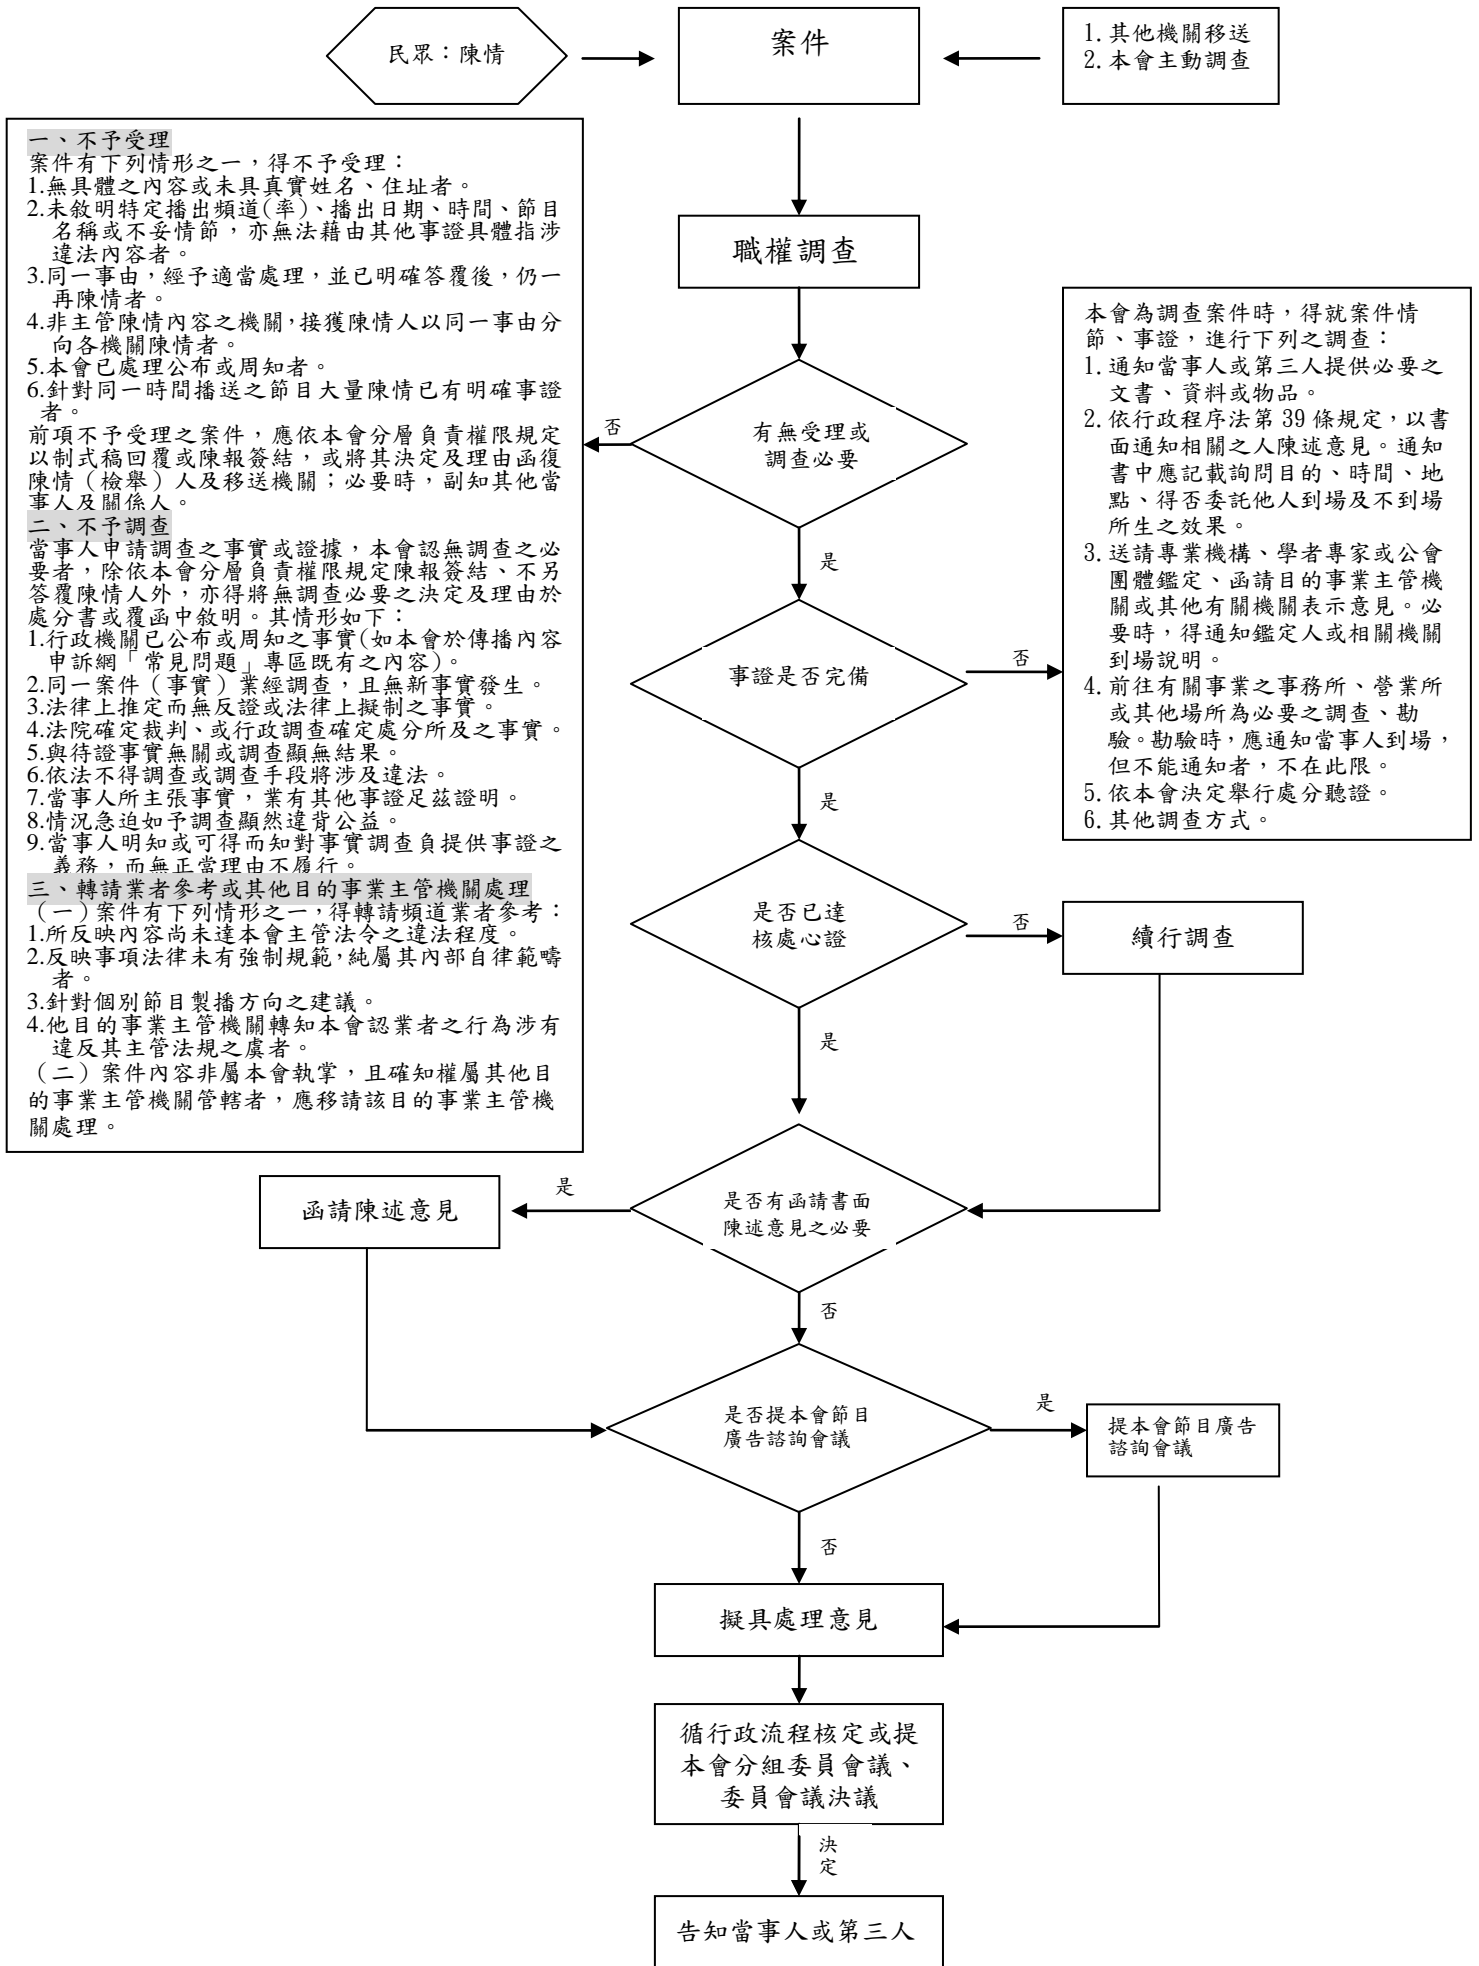 民眾：陳情
案件
1.其他機關移送
2.本會主動調查
一、不予受理
案件有下列情形之一，得不予受理：
1.無具體之內容或未具真實姓名、住址者。
2.未敘明特定播出頻道(率)、播出日期、時間、節目
名稱或不妥情節，亦無法藉由其他事證具體指涉
違法內容者。
3.同一事由，經予適當處理，並已明確答覆後，仍一
再陳情者。
4.非主管陳情內容之機關，接獲陳情人以同一事由分
向各機關陳情者。
5.本會已處理公布或周知者。
6.針對同一時間播送之節目大量陳情已有明確事證
者。
前項不予受理之案件，應依本會分層負責權限規定
以制式稿回覆或陳報簽結，或將其決定及理由函復
陳情（檢舉）人及移送機關；必要時，副知其他當
事人及關係人。
二、不予調查
當事人申請調查之事實或證據，本會認無調查之必
要者，除依本會分層負責權限規定陳報簽結、不另
答覆陳情人外，亦得將無調查必要之決定及理由於
處分書或覆函中敘明。其情形如下：
1.行政機關已公布或周知之事實(如本會於傳播內容
申訴網「常見問題」專區既有之內容)。
2.同一案件（事實）業經調查，且無新事實發生。
3.法律上推定而無反證或法律上擬制之事實。
4.法院確定裁判、或行政調查確定處分所及之事實。
5.與待證事實無關或調查顯無結果。
6.依法不得調查或調查手段將涉及違法。
7.當事人所主張事實，業有其他事證足茲證明。
8.情況急迫如予調查顯然違背公益。
9.當事人明知或可得而知對事實調查負提供事證之
義務，而無正當理由不履行。
三、轉請業者參考或其他目的事業主管機關處理
（一）案件有下列情形之一，得轉請頻道業者參考：
1.所反映內容尚未達本會主管法令之違法程度。
2.反映事項法律未有強制規範，純屬其內部自律範疇
者。
3.針對個別節目製播方向之建議。
4.他目的事業主管機關轉知本會認業者之行為涉有
違反其主管法規之虞者。
（二）案件內容非屬本會執掌，且確知權屬其他目
的事業主管機關管轄者，應移請該目的事業主管機
關處理。
職權調查
有無受理或
調查必要
否
是
事證是否完備
否
是
本會為調查案件時，得就案件情
節、事證，進行下列之調查：
1.通知當事人或第三人提供必要之
文書、資料或物品。
2.依行政程序法第 39 條規定，以書
面通知相關之人陳述意見。通知
書中應記載詢問目的、時間、地
點、得否委託他人到場及不到場
所生之效果。
3.送請專業機構、學者專家或公會
團體鑑定、函請目的事業主管機
關或其他有關機關表示意見。必
要時，得通知鑑定人或相關機關
到場說明。
4.前往有關事業之事務所、營業所
或其他場所為必要之調查、勘
驗。勘驗時，應通知當事人到場，
但不能通知者，不在此限。
5.依本會決定舉行處分聽證。
6.其他調查方式。
是否已達
核處心證
否
續行調查
是
是否有函請書面
陳述意見之必要
是
函請陳述意見
否
是否提本會節目
廣告諮詢會議
是
提本會節目廣告
諮詢會議
否
擬具處理意見
循行政流程核定或提
本會分組委員會議、
委員會議決議
決
定
告知當事人或第三人